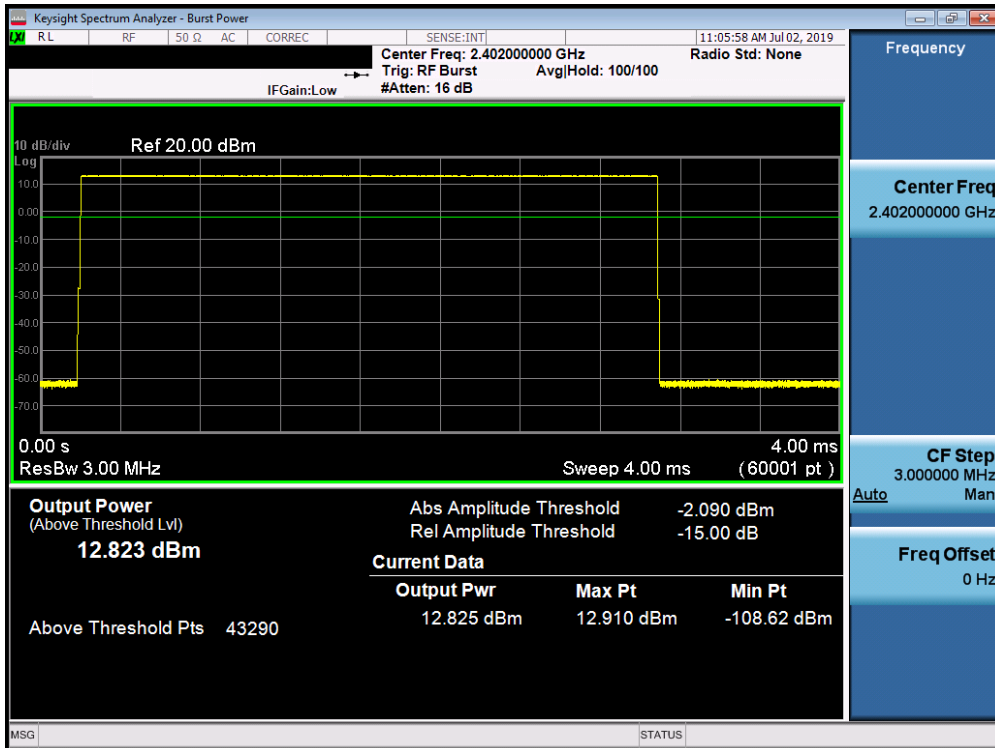 Keysight Spectrum Analyzer - Burst Power
LXI RL RF 50 Ω AC CORREC SENSE:INT 11:05:58 AM Jul 02, 2019
Center Freq: 2.402000000 GHz Radio Std: None
Trig: RF Burst Avg|Hold: 100/100
IFGain:Low #Atten: 16 dB
10 dB/div Ref 20.00 dBm
Log
10.0
0.00
-10.0
-20.0
-30.0
-40.0
-50.0
-60.0
-70.0
0.00 s 4.00 ms
ResBw 3.00 MHz Sweep 4.00 ms (60001 pt)
Output Power
(Above Threshold Lvl)
12.823 dBm
Above Threshold Pts 43290
Abs Amplitude Threshold -2.090 dBm
Rel Amplitude Threshold -15.00 dB
Current Data
Output Pwr Max Pt Min Pt
12.825 dBm 12.910 dBm -108.62 dBm
Frequency
Center Freq
2.402000000 GHz
CF Step
3.000000 MHz
Auto Man
Freq Offset
0 Hz
MSG STATUS